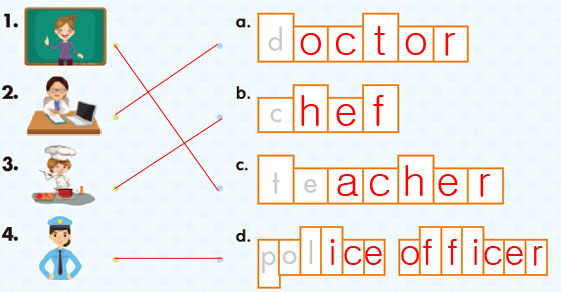 1. a. doctor
2. b. chef
3. c. teacher
4. d. police officer